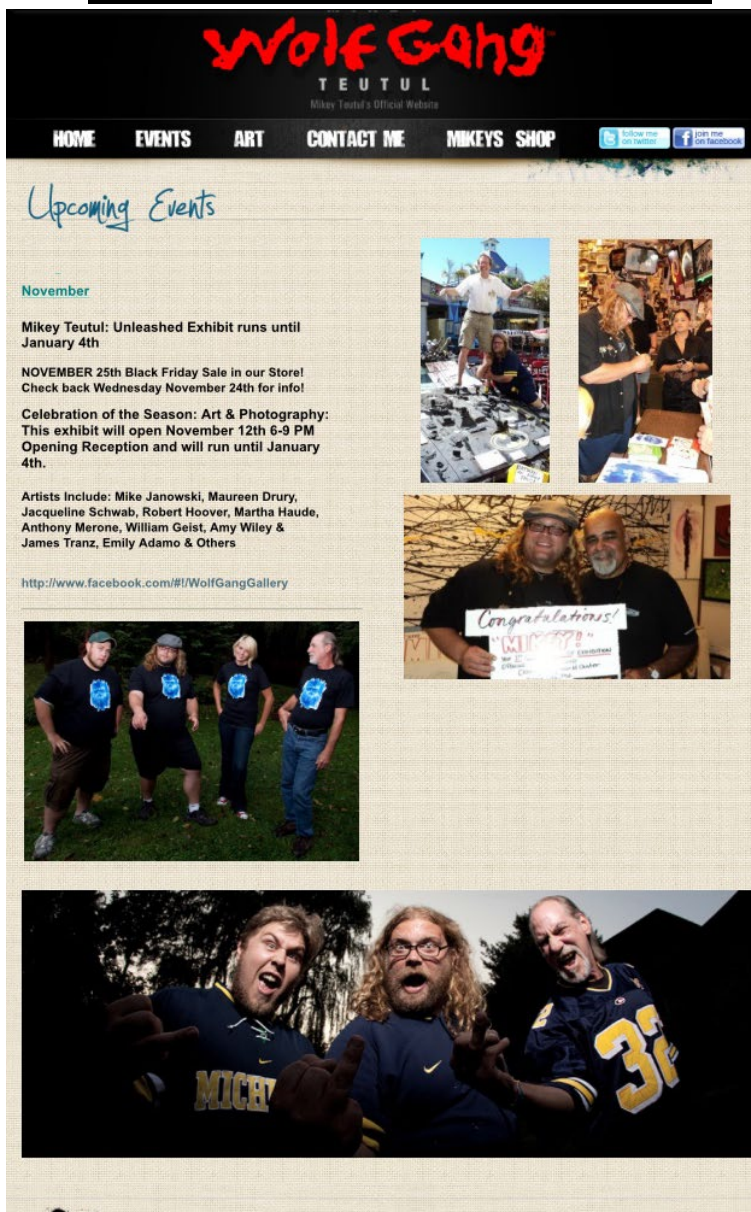 Wolf Gang
TEUTUL
Mikey Teutul's Official Website
HOME EVENTS ART CONTACT ME MIKEYS SHOP
follow me
on twitter
join me
on facebook
Upcoming Events
November
Mikey Teutul: Unleashed Exhibit runs until
January 4th
NOVEMBER 25th Black Friday Sale in our Store!
Check back Wednesday November 24th for info!
Celebration of the Season: Art & Photography:
This exhibit will open November 12th 6-9 PM
Opening Reception and will run until January
4th.
Artists Include: Mike Janowski, Maureen Drury,
Jacqueline Schwab, Robert Hoover, Martha Haude,
Anthony Merone, William Geist, Amy Wiley &
James Tranz, Emily Adamo & Others
http://www.facebook.com/#!/WolfGangGallery
Congratulations!
"MIKEY!"
EXHIBITION
MICH
32